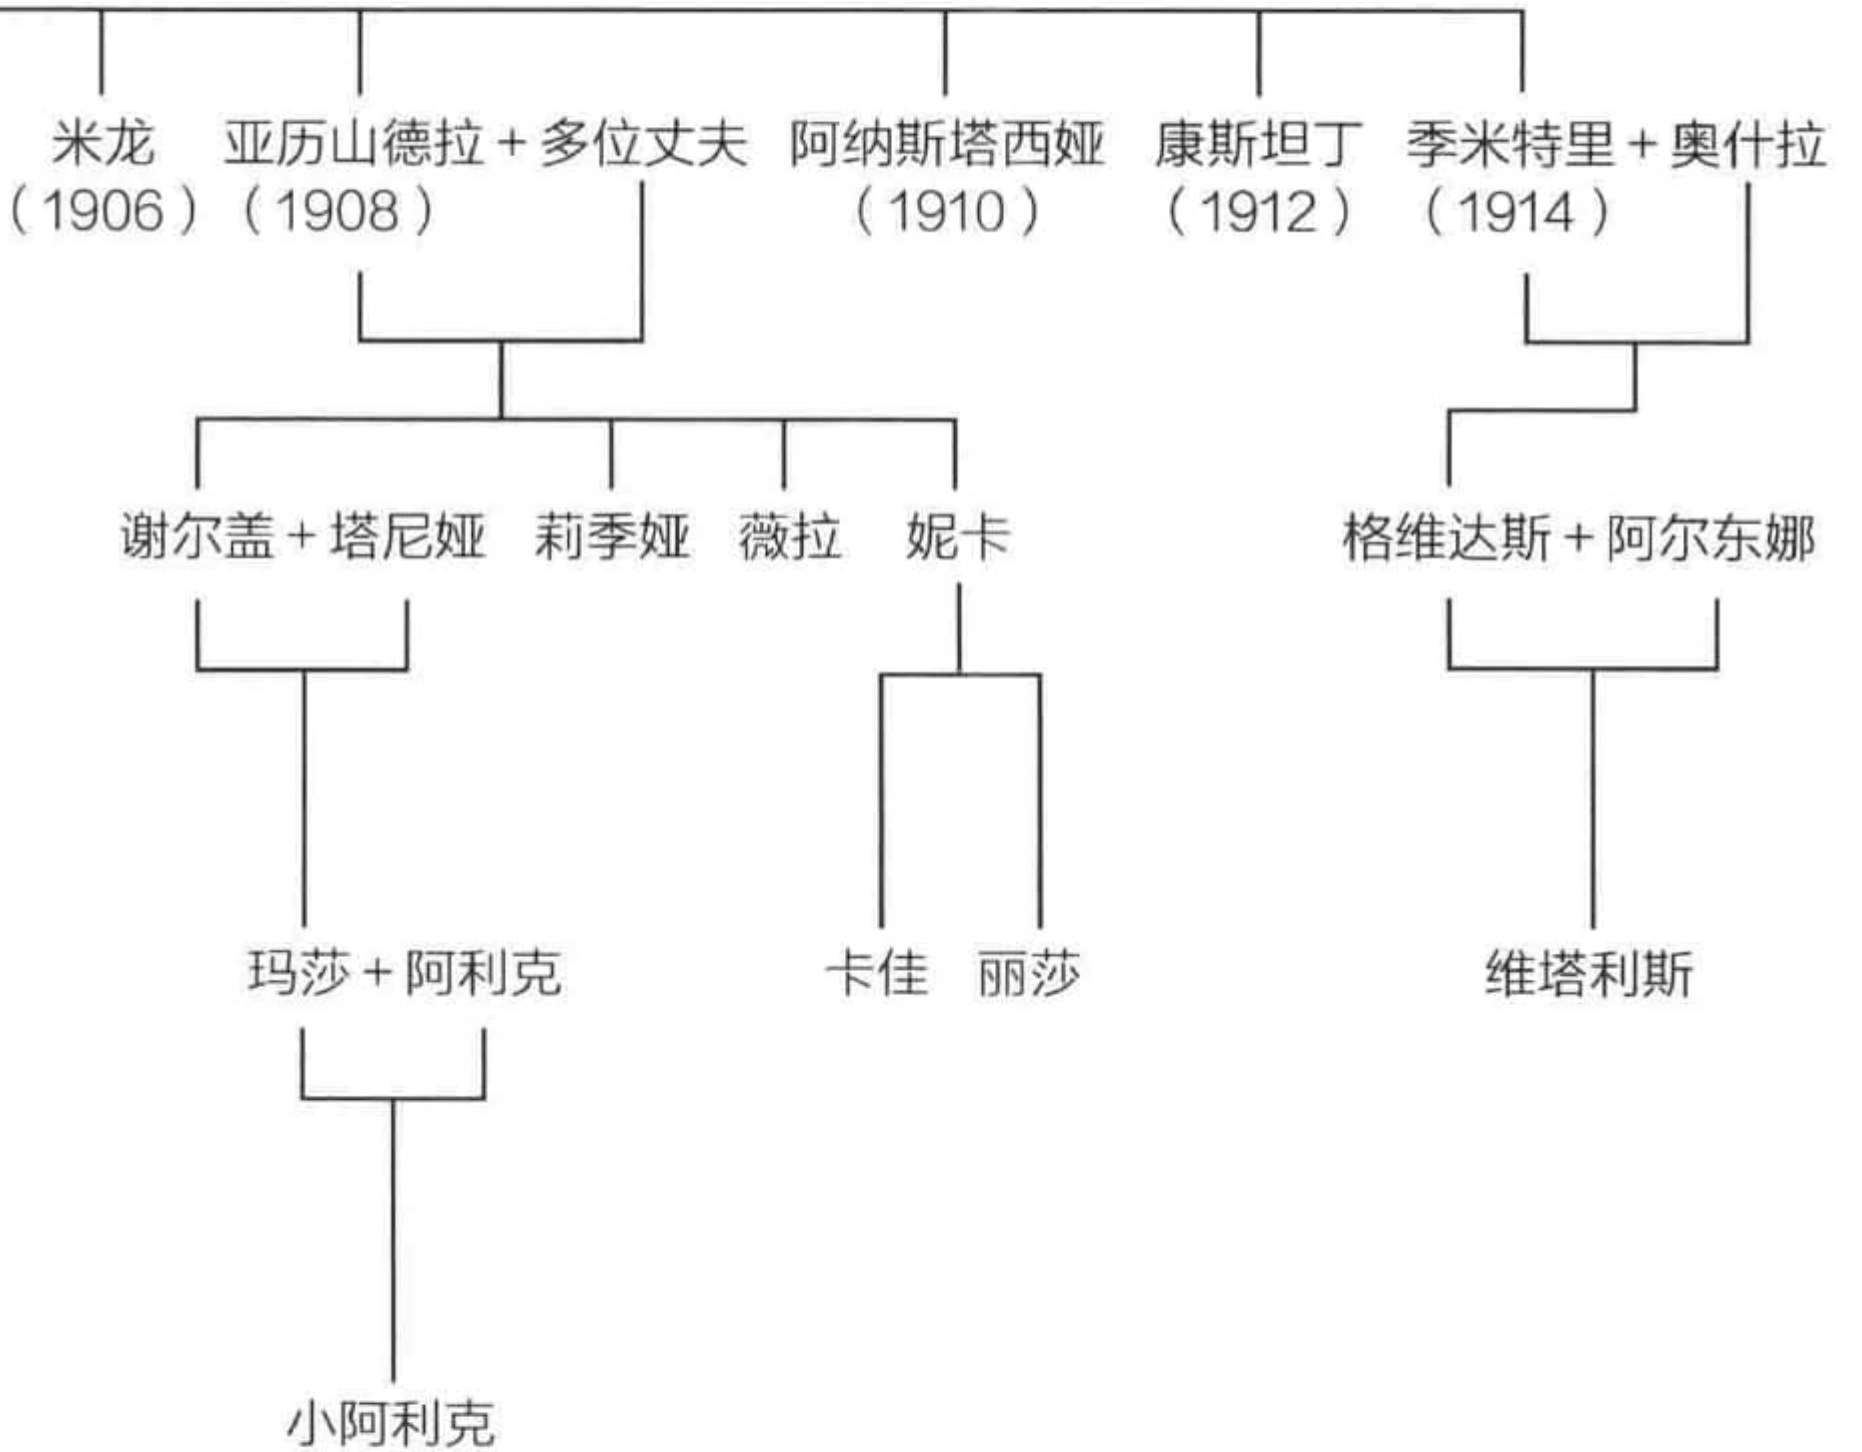 米龙 亚历山德拉+多位丈夫 阿纳斯塔西娅 康斯坦丁 季米特里+奥什拉
（1906）（1908） （1910） （1912） （1914）
谢尔盖+塔尼娅 莉季娅 薇拉 妮卡 格维达斯+阿尔东娜
玛莎+阿利克 卡佳 丽莎 维塔利斯
小阿利克